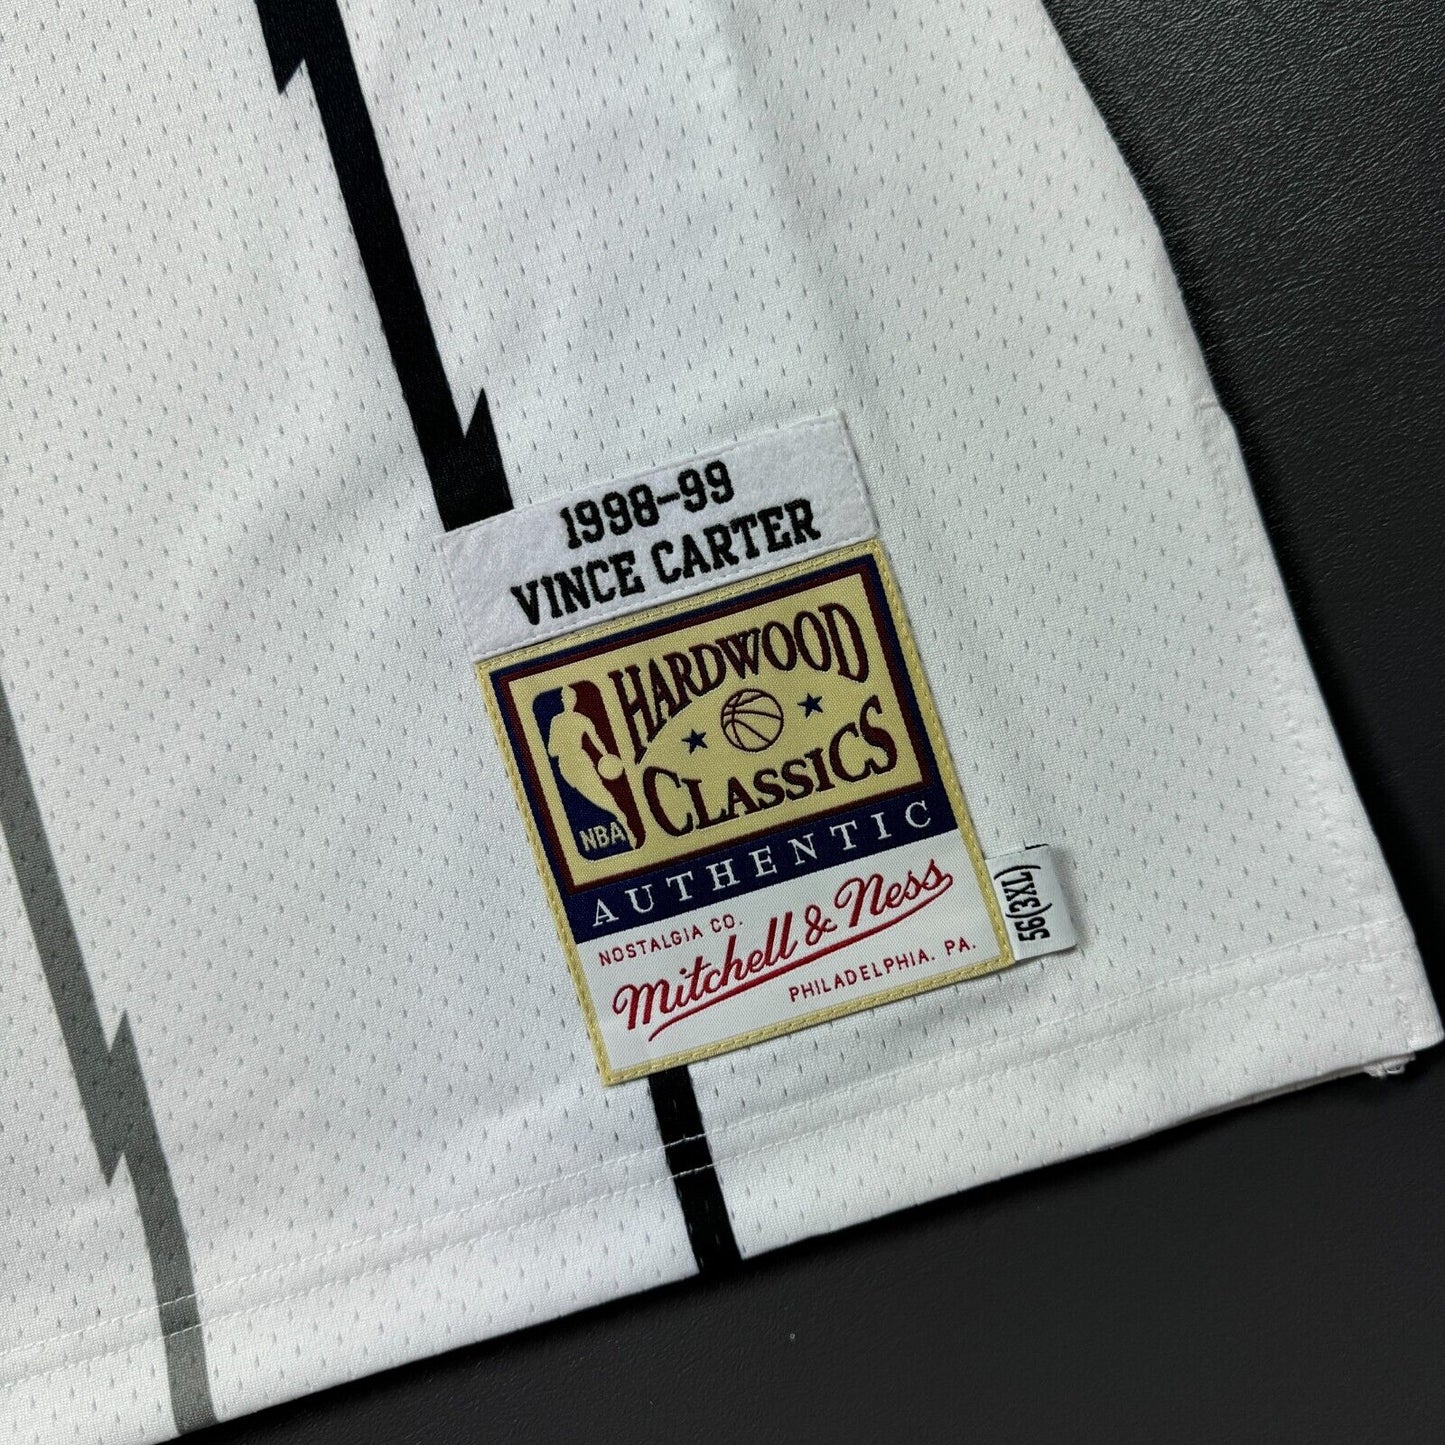 1998-99
VINCE CARTER
HARDWOOD
CLASSICS
NBA
AUTHENTIC
NOSTALGIA CO.
Mitchell & Ness
PHILADELPHIA, PA.
56(3XL)